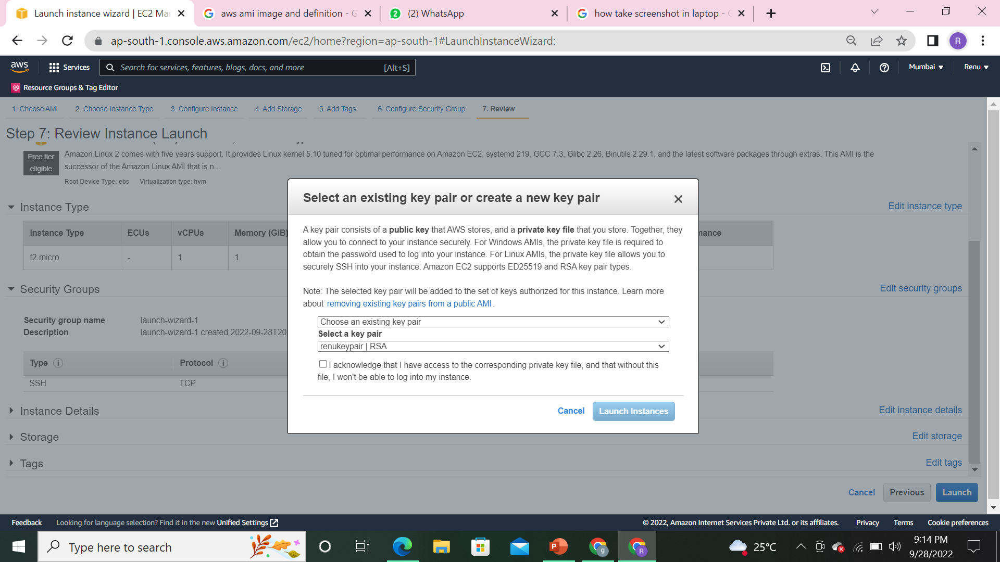 Launch instance wizard | EC2 Ma
aws ami image and definition - G
(2) WhatsApp
how take screenshot in laptop -
ap-south-1.console.aws.amazon.com/ec2/home?region=ap-south-1#LaunchInstanceWizard:
R
aws
Services
Search for services, features, blogs, docs, and more
[Alt+S]
Mumbai
Renu
Resource Groups & Tag Editor
1. Choose AMI
2. Choose Instance Type
3. Configure Instance
4. Add Storage
5. Add Tags
6. Configure Security Group
7. Review
Step 7: Review Instance Launch
Free tier
eligible
Amazon Linux 2 comes with five years support. It provides Linux kernel 5.10 tuned for optimal performance on Amazon EC2, systemd 219, GCC 7.3, Glibc 2.26, Binutils 2.29.1, and the latest software packages through extras. This AMI is the
successor of the Amazon Linux AMI that is n...
Root Device Type: ebs Virtualization type: hvm
Instance Type
Edit instance type
Instance Type ECUs vCPUs Memory (GiB) mance
t2.micro - 1 1
Security Groups
Edit security groups
Security group name launch-wizard-1
Description launch-wizard-1 created 2022-09-28T20
Type i Protocol i
SSH TCP
Instance Details
Edit instance details
Storage
Edit storage
Tags
Edit tags
Select an existing key pair or create a new key pair
A key pair consists of a public key that AWS stores, and a private key file that you store. Together, they
allow you to connect to your instance securely. For Windows AMIs, the private key file is required to
obtain the password used to log into your instance. For Linux AMIs, the private key file allows you to
securely SSH into your instance. Amazon EC2 supports ED25519 and RSA key pair types.
Note: The selected key pair will be added to the set of keys authorized for this instance. Learn more
about removing existing key pairs from a public AMI .
Choose an existing key pair
Select a key pair
renukeypair | RSA
I acknowledge that I have access to the corresponding private key file, and that without this
file, I won't be able to log into my instance.
Cancel
Launch Instances
Cancel
Previous
Launch
Feedback
Looking for language selection? Find it in the new Unified Settings
© 2022, Amazon Internet Services Private Ltd. or its affiliates.
Privacy
Terms
Cookie preferences
Type here to search
P
g
R
25°C
9:14 PM
9/28/2022